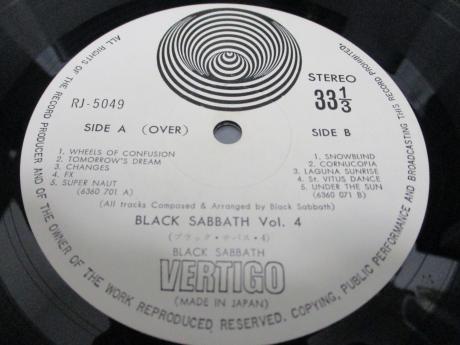 ALL RIGHTS OF THE RECORD PRODUCER AND OF THE OWNER OF THE WORK REPRODUCED RESERVED. COPYING, PUBLIC PERFORMANCE AND BROADCASTING THIS RECORD PROHIBITED.
STEREO
RJ-5049
33 1/3
SIDE A (OVER)
SIDE B
1. WHEELS OF CONFUSION
2. TOMORROW'S DREAM
3. CHANGES
4. FX
5. SUPER NAUT
(6360 701 A)
1. SNOWBLIND
2. CORNUCOPIA
3. LAGUNA SUNRISE
4. St. VITUS DANCE
5. UNDER THE SUN
(6360 071 B)
(All tracks Composed & Arranged by Black Sabbath)
BLACK SABBATH Vol. 4
(ブラック・サバス・4)
BLACK SABBATH
VERTIGO
(MADE IN JAPAN)